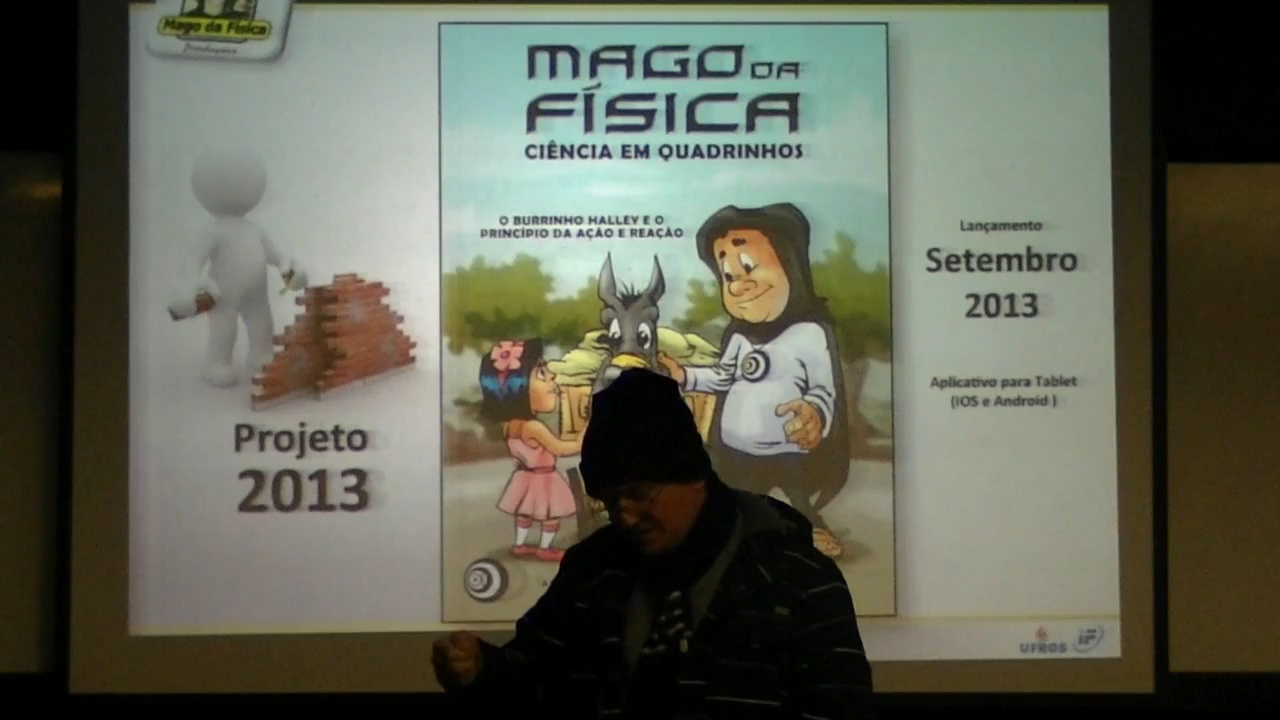 Mago da Física
Produções
MAGO DA
FÍSICA
CIÊNCIA EM QUADRINHOS
O BURRINHO HALLEY E O
PRINCÍPIO DA AÇÃO E REAÇÃO
Lançamento
Setembro
2013
Aplicativo para Tablet
(IOS e Android )
Projeto
2013
UFRGS
IF